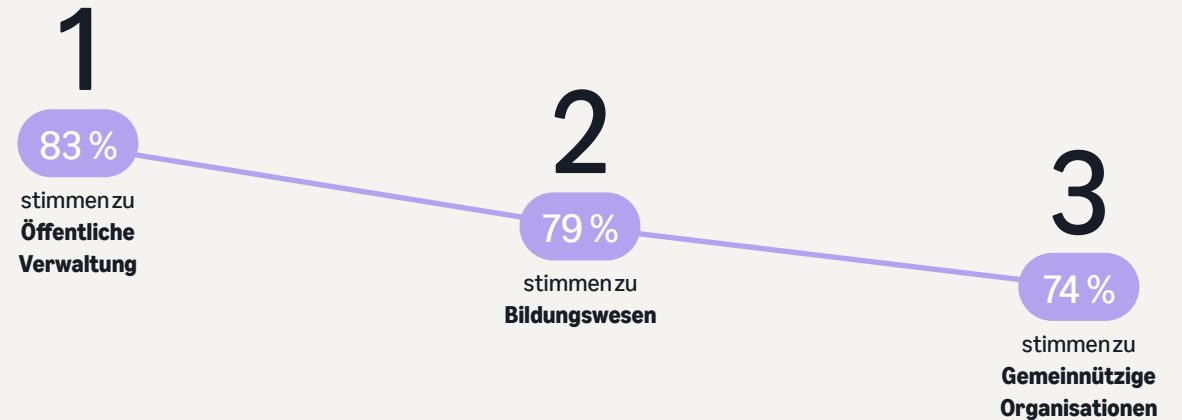 1
83 %
stimmen zu
Öffentliche
Verwaltung
2
79 %
stimmen zu
Bildungswesen
3
74 %
stimmen zu
Gemeinnützige
Organisationen